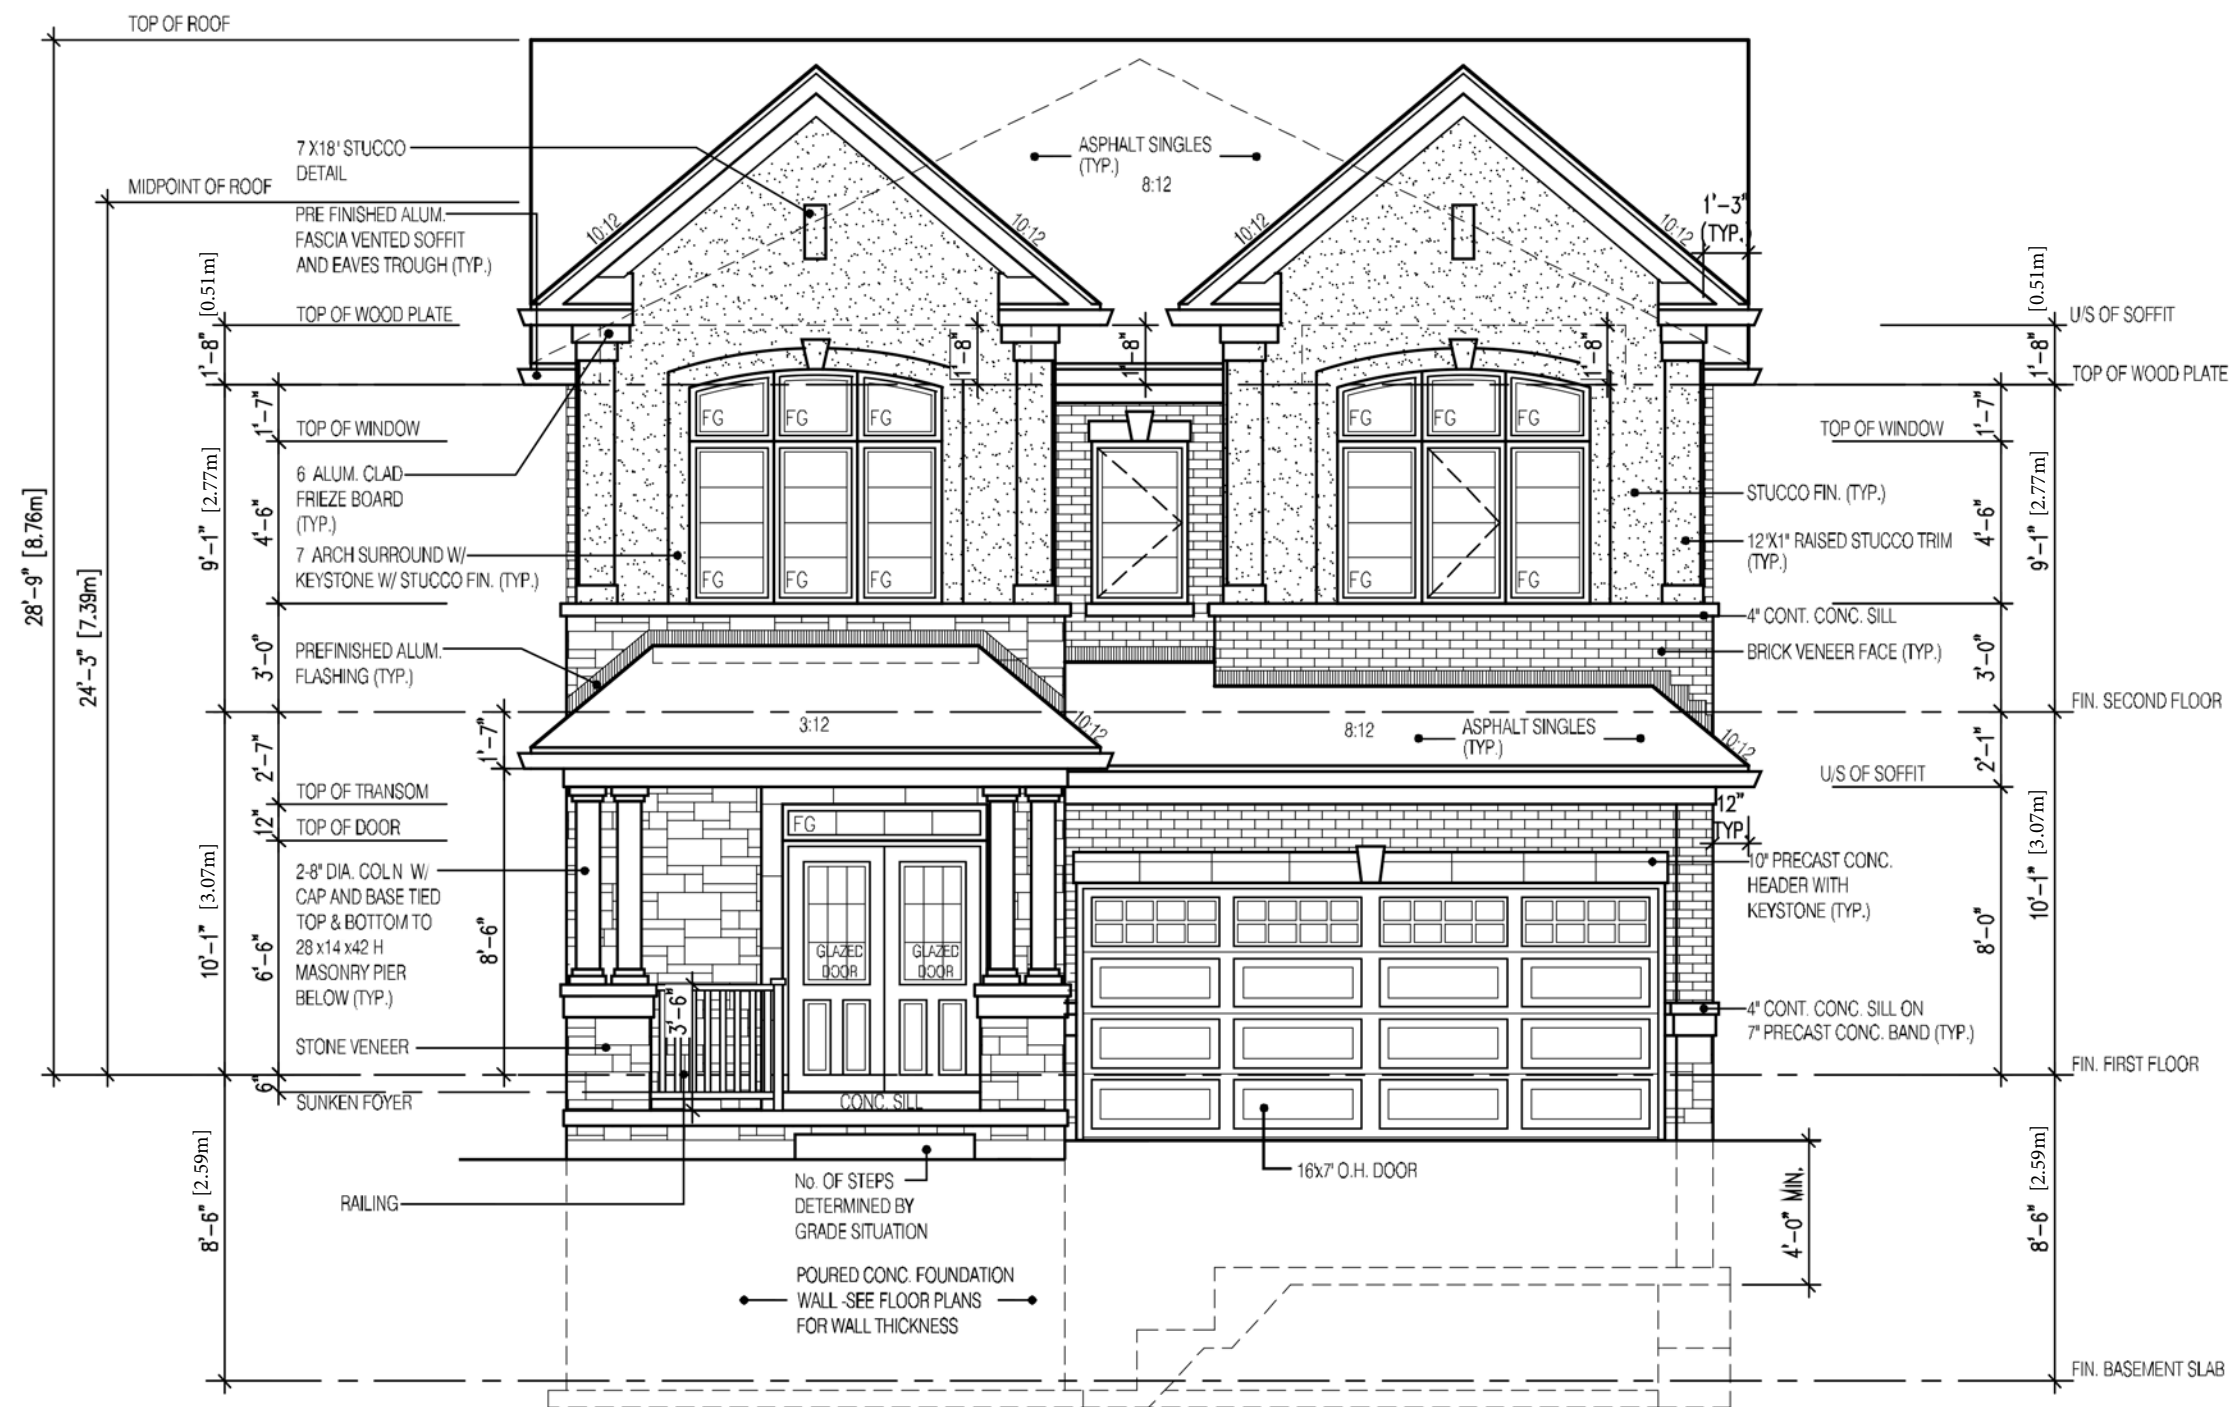 TOP OF ROOF
7 X18' STUCCO
DETAIL
MIDPOINT OF ROOF
PRE FINISHED ALUM.
FASCIA VENTED SOFFIT
AND EAVES TROUGH (TYP.)
TOP OF WOOD PLATE
TOP OF WINDOW
6 ALUM. CLAD
FRIEZE BOARD
(TYP.)
7 ARCH SURROUND W/
KEYSTONE W/ STUCCO FIN. (TYP.)
PREFINISHED ALUM.
FLASHING (TYP.)
TOP OF TRANSOM
TOP OF DOOR
2-8" DIA. COLN W/
CAP AND BASE TIED
TOP & BOTTOM TO
28 x14 x42 H
MASONRY PIER
BELOW (TYP.)
STONE VENEER
SUNKEN FOYER
RAILING
28'-9" [8.76m]
24'-3" [7.39m]
1'-8" [0.51m]
9'-1" [2.77m]
10'-1" [3.07m]
8'-6" [2.59m]
1'-7"
4'-6"
3'-0"
2'-7"
12"
6'-6"
6"
1'-7"
8'-6"
3'-6"
ASPHALT SINGLES
(TYP.)
8:12
10:12
10:12
10:12
10:12
1'-3"
(TYP.)
1'-8"
1'-8"
1'-8"
FG
FG
FG
FG
FG
FG
FG
FG
FG
FG
FG
3:12
10:12
8:12
ASPHALT SINGLES
(TYP.)
10:12
FG
GLAZED
DOOR
GLAZED
DOOR
CONC. SILL
No. OF STEPS
DETERMINED BY
GRADE SITUATION
POURED CONC. FOUNDATION
WALL -SEE FLOOR PLANS
FOR WALL THICKNESS
16'x7' O.H. DOOR
12"
TYP.
4'-0" MIN.
U/S OF SOFFIT
TOP OF WOOD PLATE
TOP OF WINDOW
STUCCO FIN. (TYP.)
12"X1" RAISED STUCCO TRIM
(TYP.)
4" CONT. CONC. SILL
BRICK VENEER FACE (TYP.)
FIN. SECOND FLOOR
U/S OF SOFFIT
10" PRECAST CONC.
HEADER WITH
KEYSTONE (TYP.)
4" CONT. CONC. SILL ON
7" PRECAST CONC. BAND (TYP.)
FIN. FIRST FLOOR
FIN. BASEMENT SLAB
1'-7"
4'-6"
3'-0"
2'-1"
8'-0"
1'-8" [0.51m]
9'-1" [2.77m]
10'-1" [3.07m]
8'-6" [2.59m]